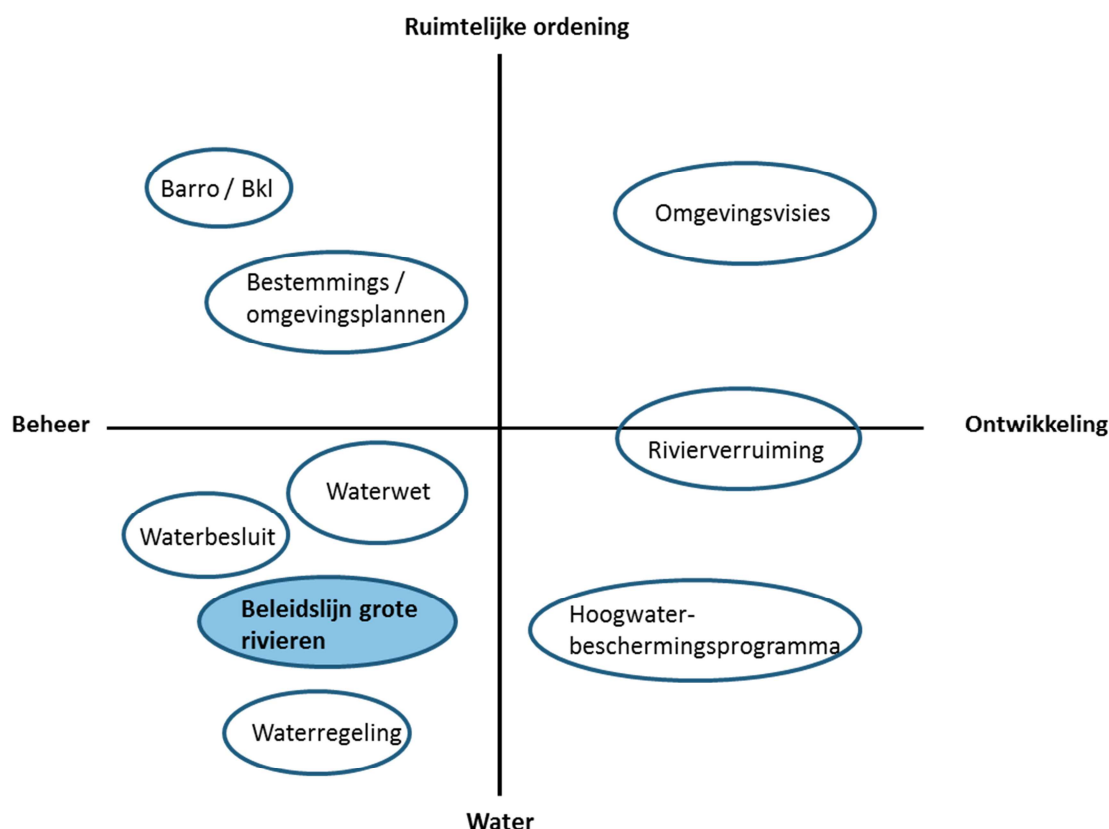 Ruimtelijke ordening
Barro / Bkl
Omgevingsvisies
Bestemmings /
omgevingsplannen
Beheer
Ontwikkeling
Rivierverruiming
Waterwet
Waterbesluit
Beleidslijn grote
rivieren
Hoogwater-
beschermingsprogramma
Waterregeling
Water